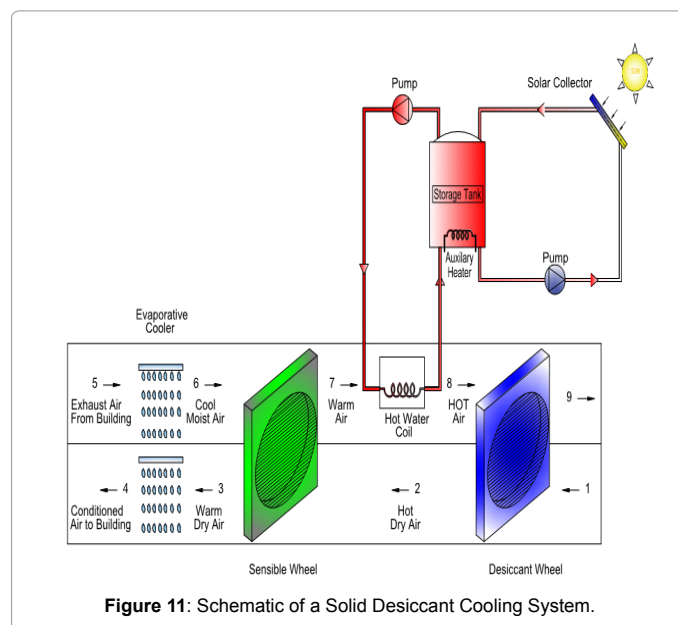 Pump
Solar Collector
SUN
Storage Tank
Auxilary
Heater
Pump
Evaporative
Cooler
5
Exhaust Air
From Building
6
Cool
Moist Air
7
Warm
Air
Hot Water
Coil
8
HOT
Air
9
4
Conditioned
Air to Building
3
Warm
Dry Air
2
Hot
Dry Air
1
Sensible Wheel
Desiccant Wheel
Figure 11: Schematic of a Solid Desiccant Cooling System.